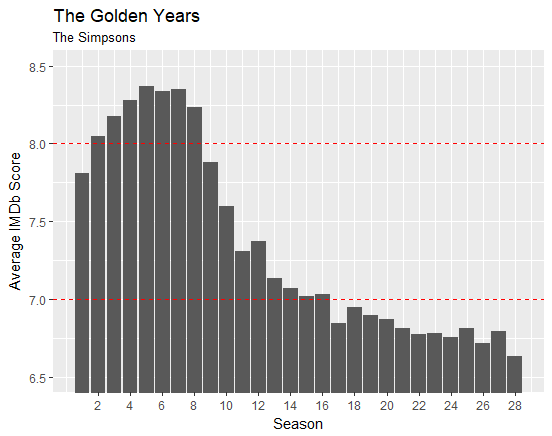 The Golden Years
The Simpsons
8.5
8.0
7.5
7.0
6.5
Average IMDb Score
2 4 6 8 10 12 14 16 18 20 22 24 26 28
Season